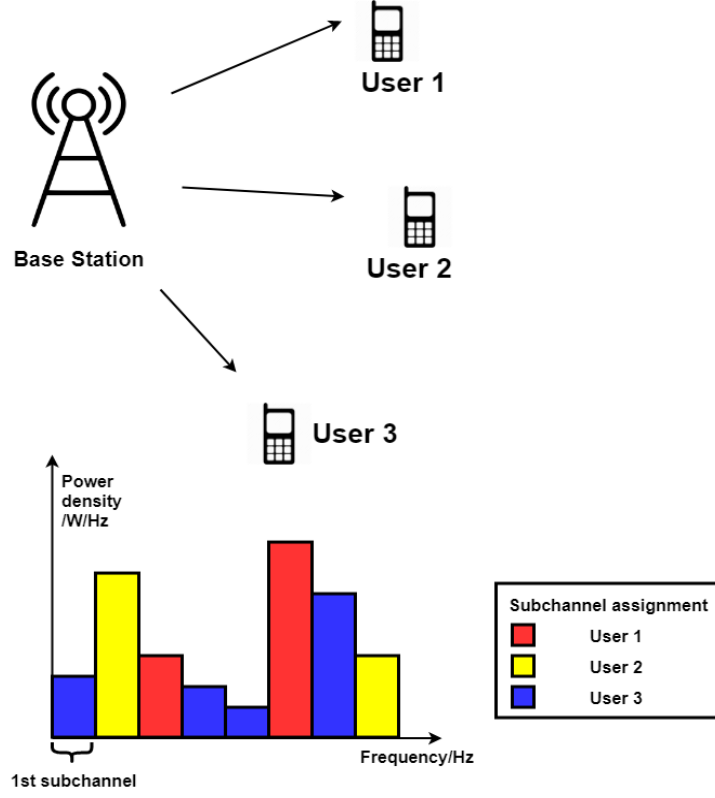 User 1
Base Station
User 2
User 3
Power
density
/W/Hz
Subchannel assignment
User 1
User 2
User 3
Frequency/Hz
1st subchannel